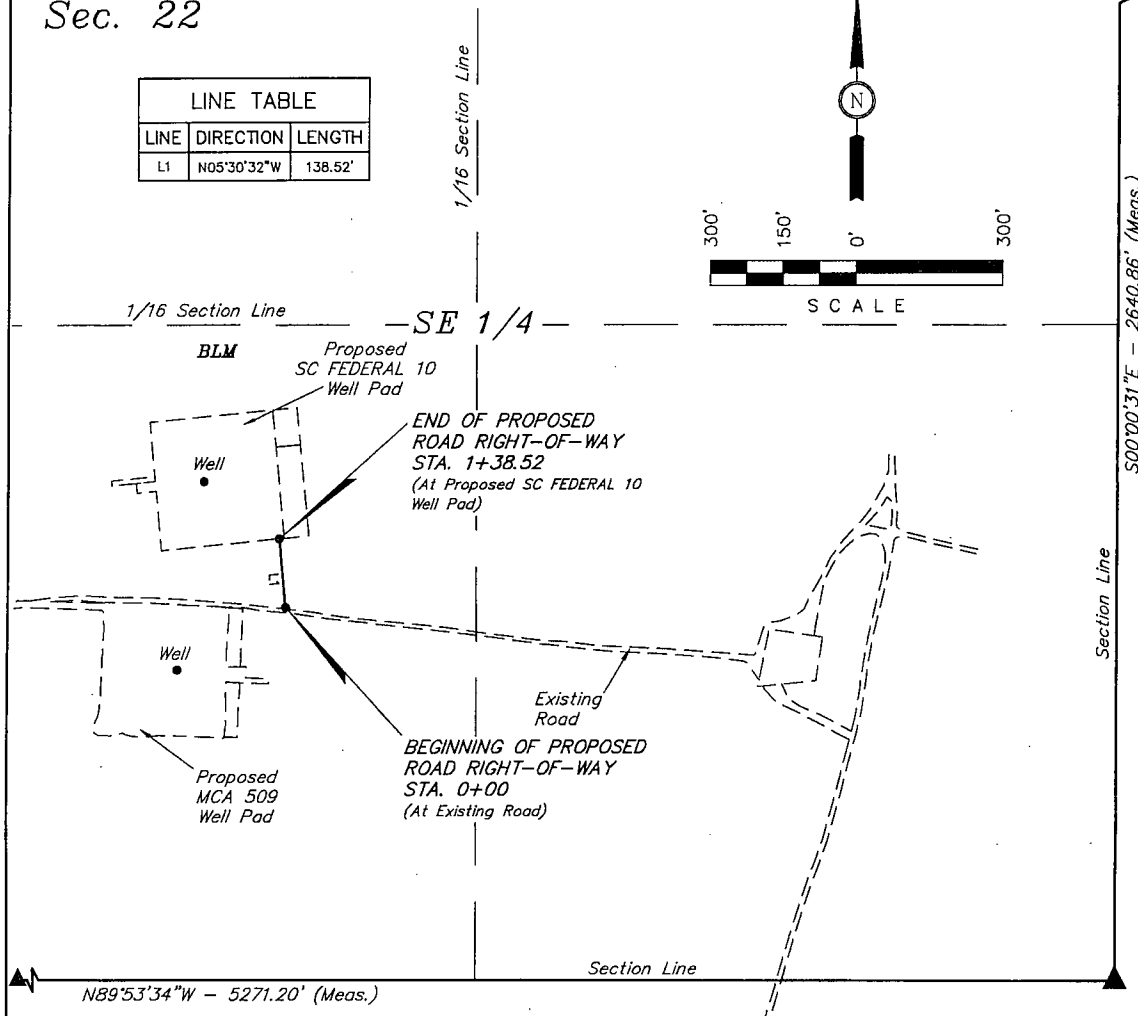 Sec. 22
LINE TABLE
LINE DIRECTION LENGTH
L1 N05°30'32"W 138.52'
1/16 Section Line
N
300'
150'
0'
300'
SCALE
S00°00'31"E - 2640.86' (Meas.)
1/16 Section Line
SE 1/4
BLM
Proposed
SC FEDERAL 10
Well Pad
Well
END OF PROPOSED
ROAD RIGHT-OF-WAY
STA. 1+38.52
(At Proposed SC FEDERAL 10
Well Pad)
Section Line
Well
Existing
Road
BEGINNING OF PROPOSED
ROAD RIGHT-OF-WAY
STA. 0+00
(At Existing Road)
Proposed
MCA 509
Well Pad
Section Line
N89°53'34"W - 5271.20' (Meas.)